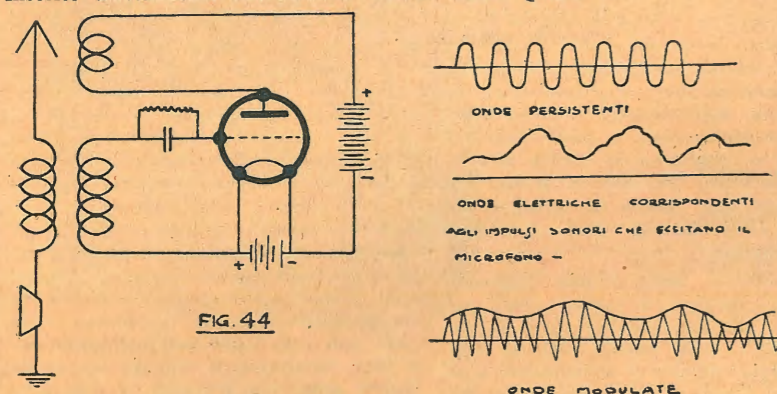 FIG. 44
ONDE PERSISTENTI
ONDE ELETTRICHE CORRISPONDENTI
AGLI IMPULSI SONORI CHE ECCITANO IL
MICROFONO -
ONDE MODULATE